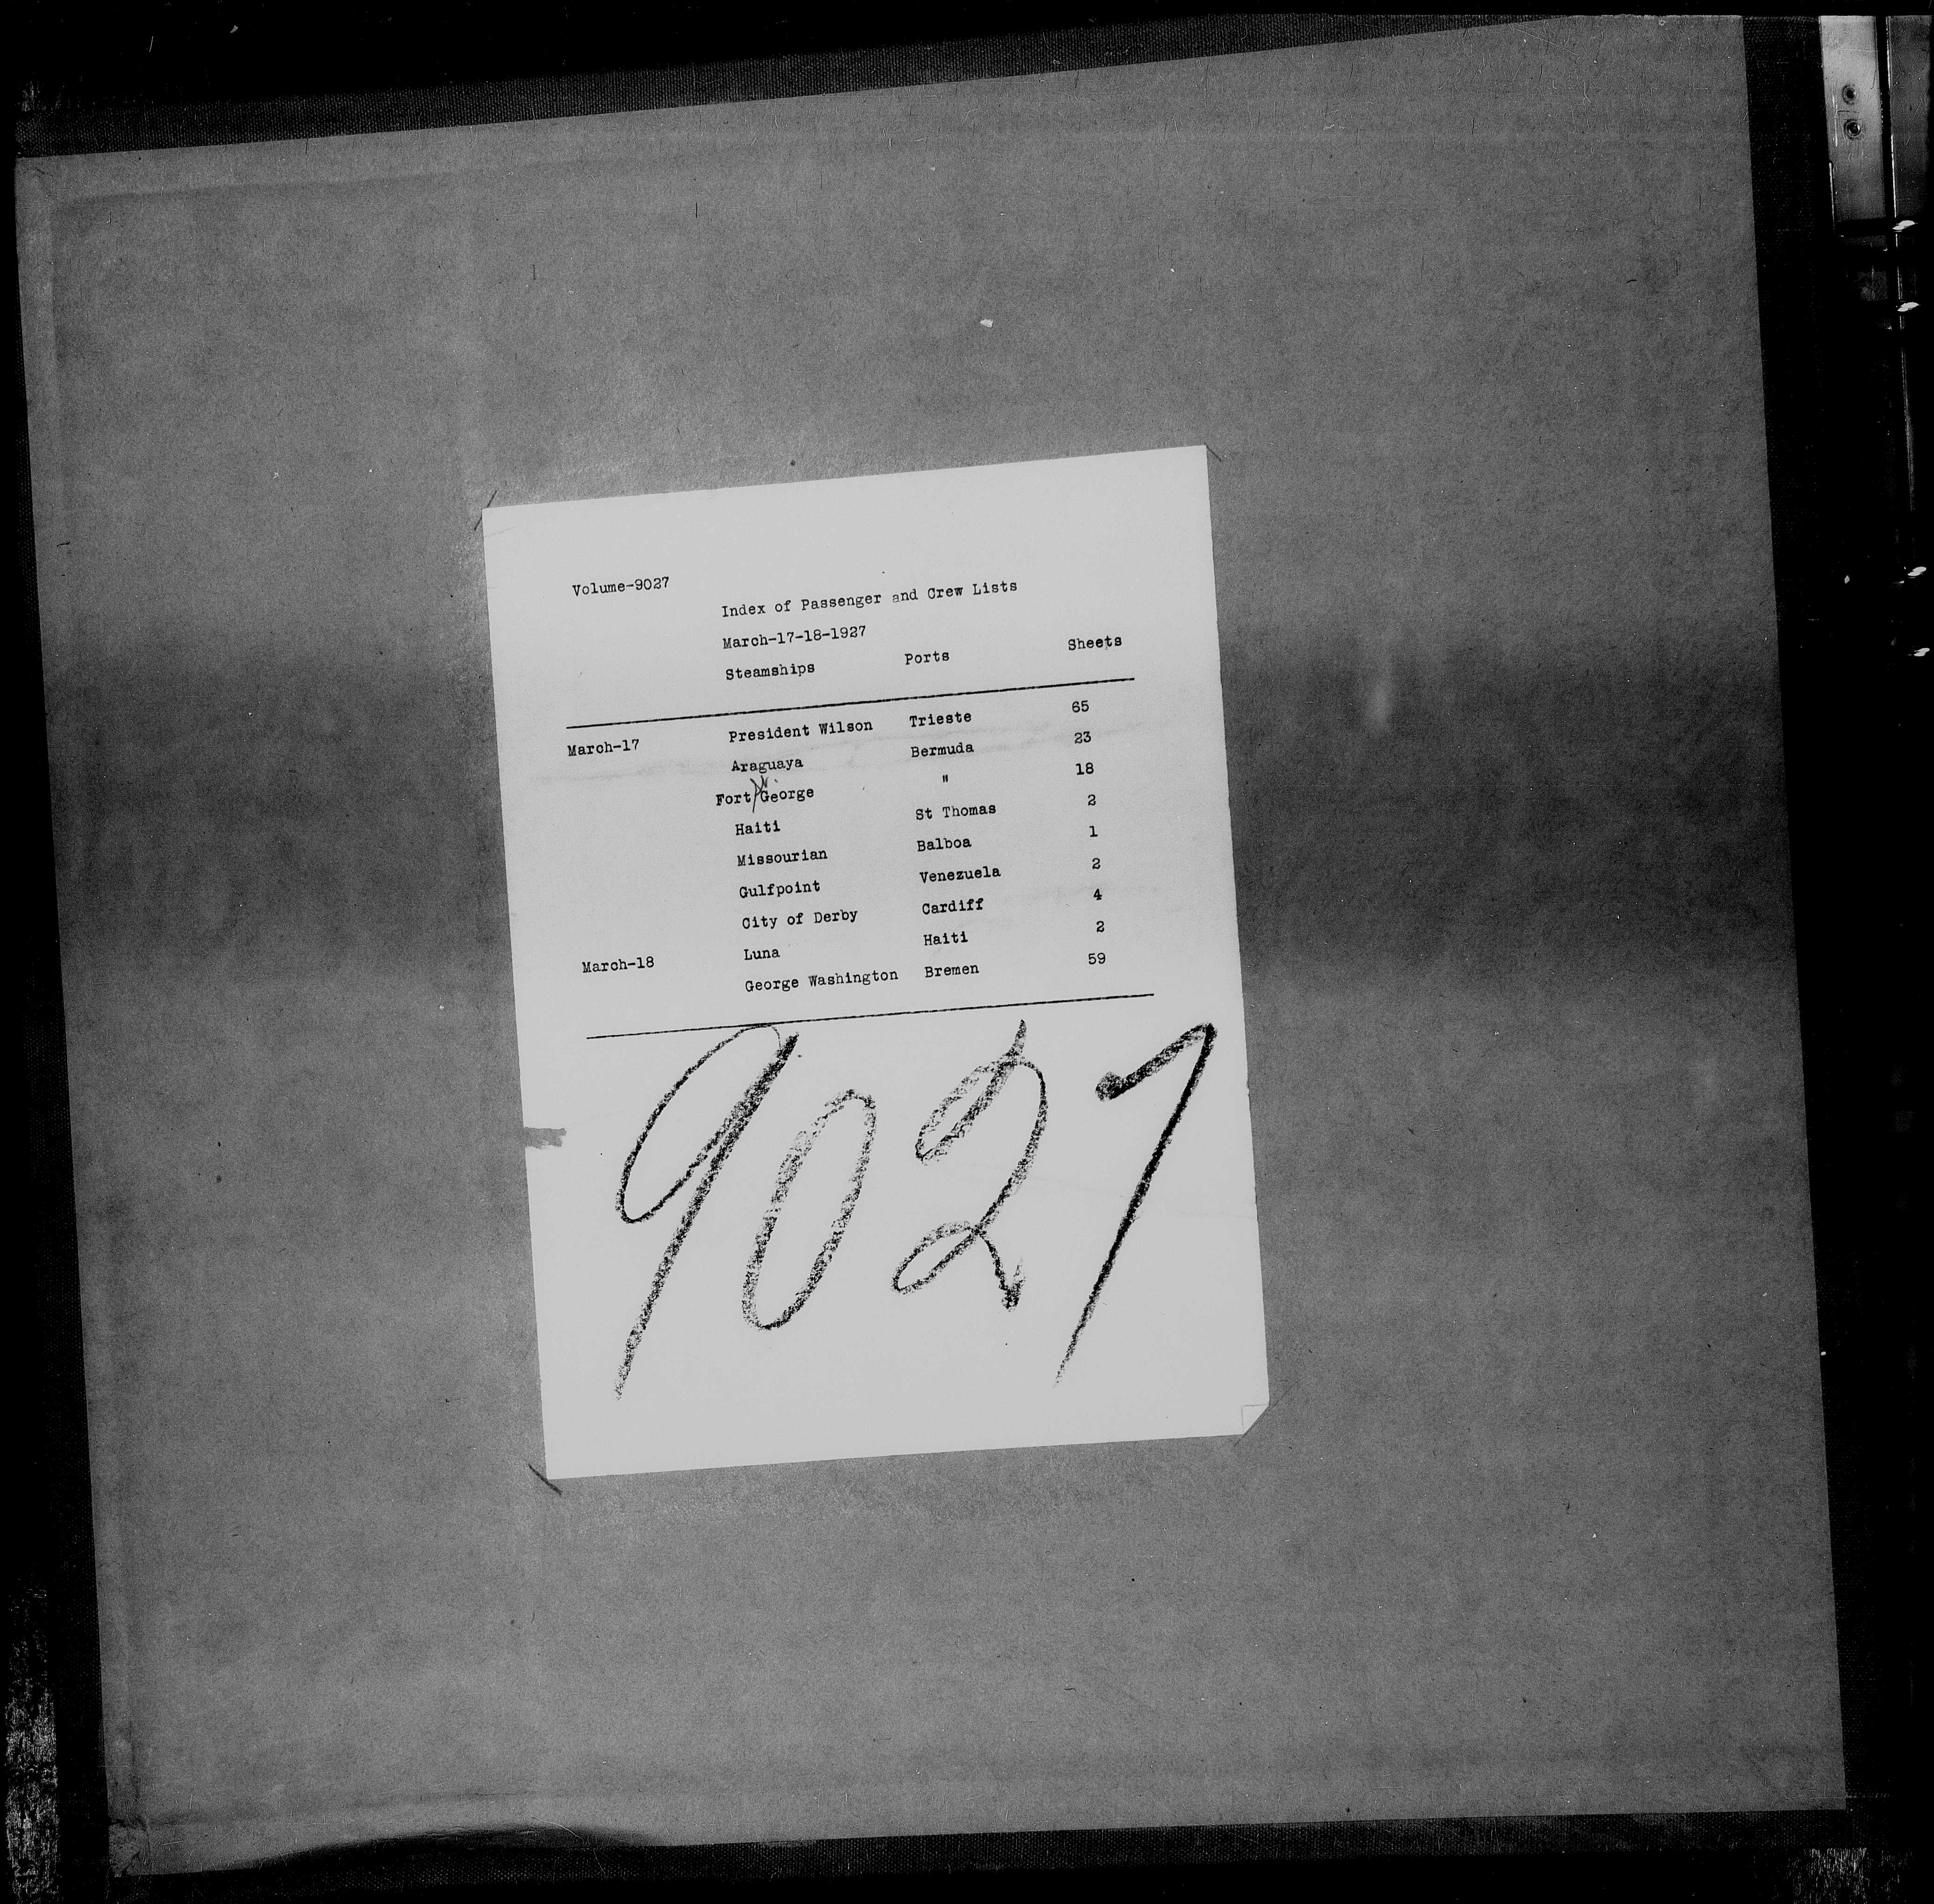 Volume-9027
Index of Passenger and Crew Lists
March-17-18-1927
Steamships Ports Sheets
March-17 President Wilson Trieste 65
Araguaya Bermuda 23
Fort George " 18
Haiti St Thomas 2
Missourian Balboa 1
Gulfpoint Venezuela 2
City of Derby Cardiff 4
March-18 Luna Haiti 2
George Washington Bremen 59
9027